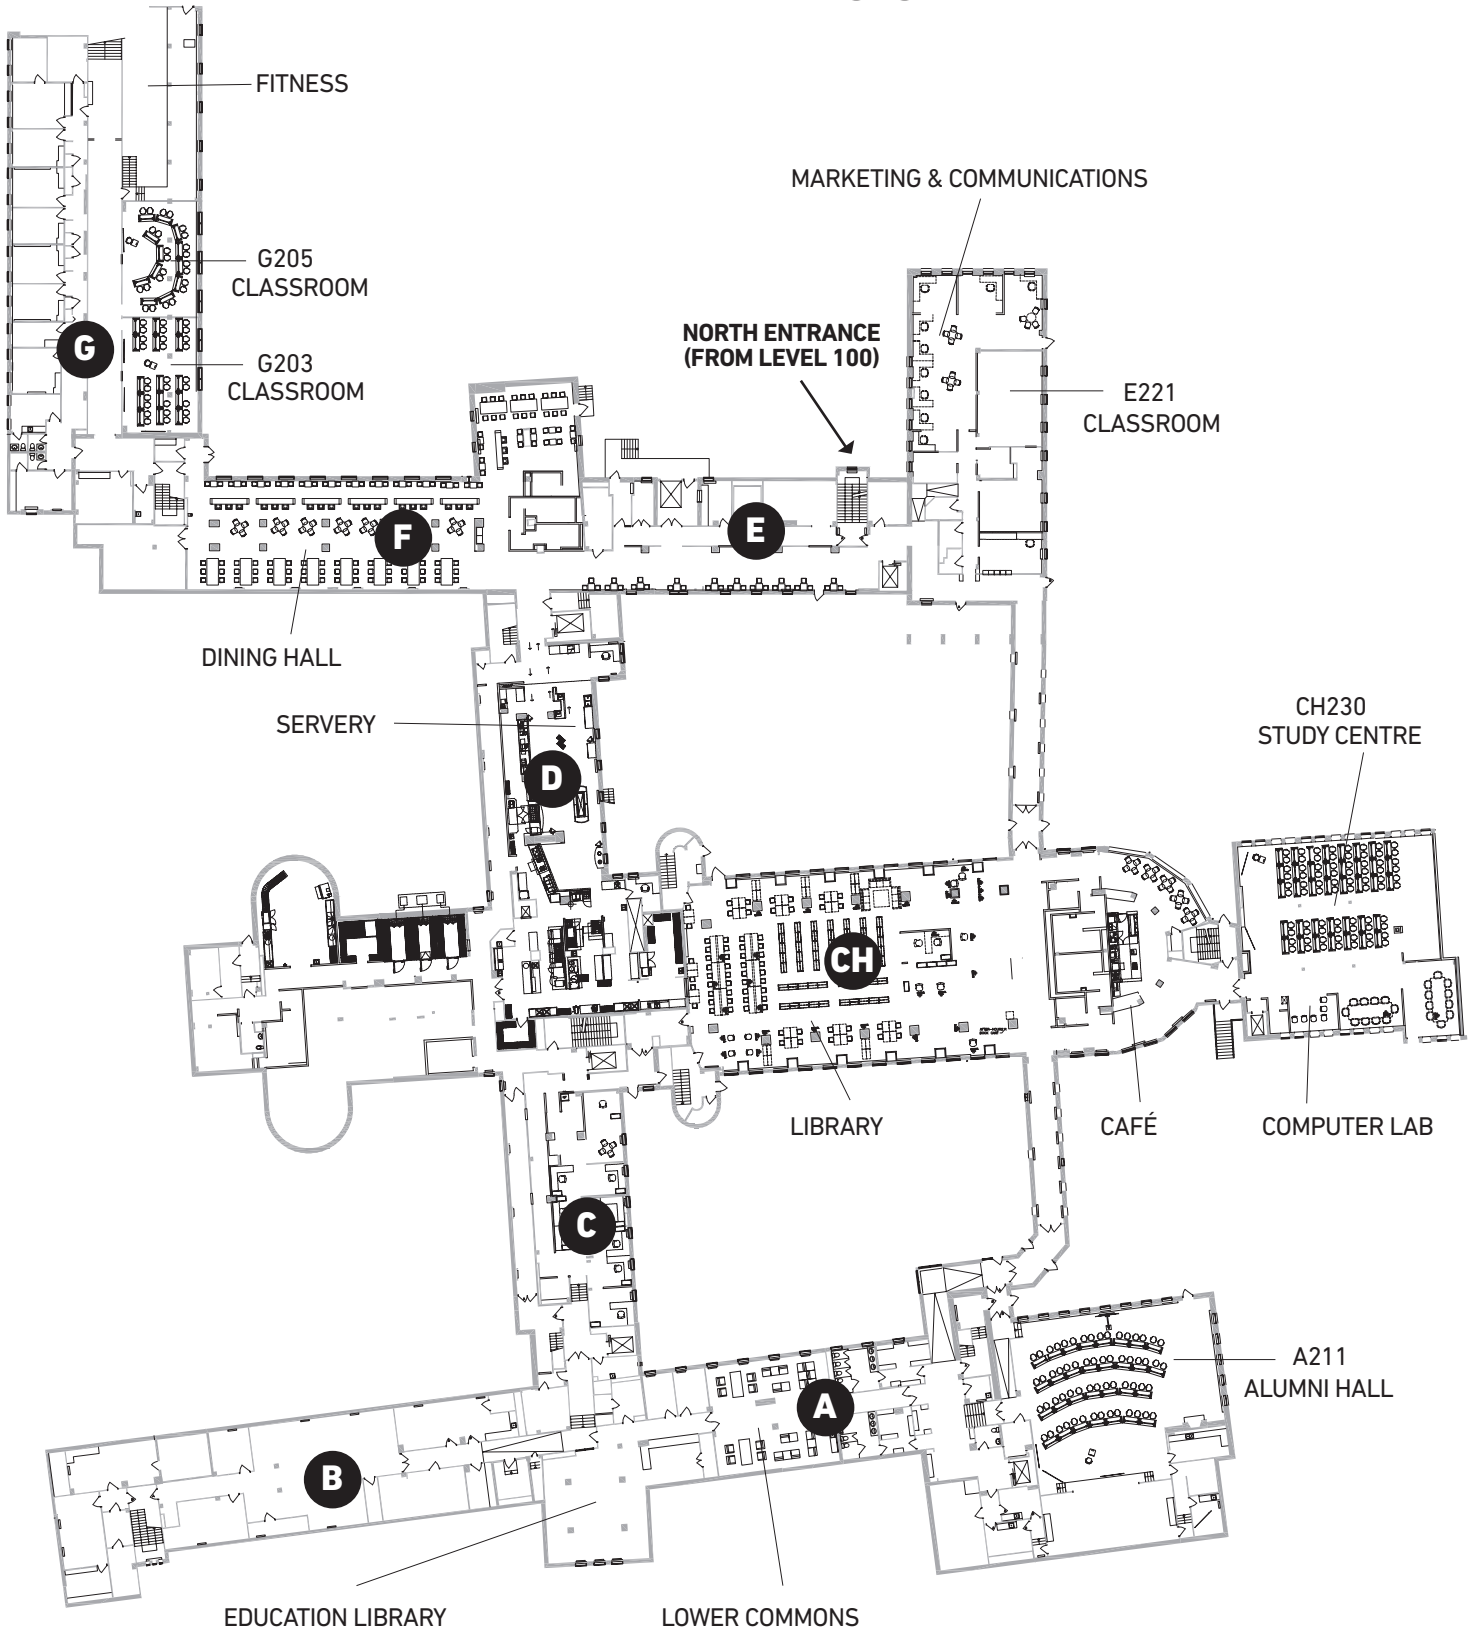 FITNESS
MARKETING & COMMUNICATIONS
G205
CLASSROOM
NORTH ENTRANCE
(FROM LEVEL 100)
G
G203
CLASSROOM
E221
CLASSROOM
F
E
DINING HALL
SERVERY
CH230
STUDY CENTRE
D
CH
LIBRARY
CAFÉ
COMPUTER LAB
C
A211
ALUMNI HALL
A
B
EDUCATION LIBRARY
LOWER COMMONS